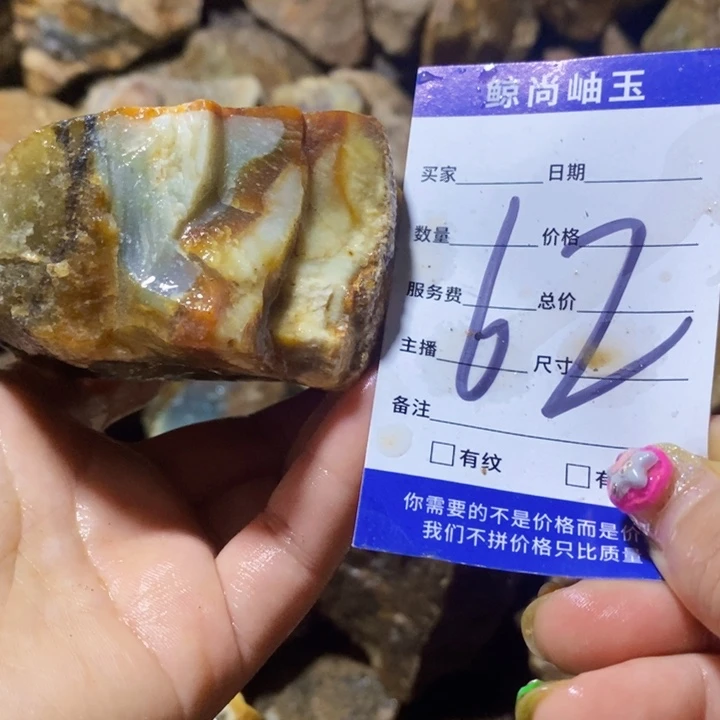 鲸尚岫玉
买家 日期
数量 价格
服务费 总价
主播 尺寸
62
备注
□有纹 □有
你需要的不是价格而是价
我们不拼价格只比质量